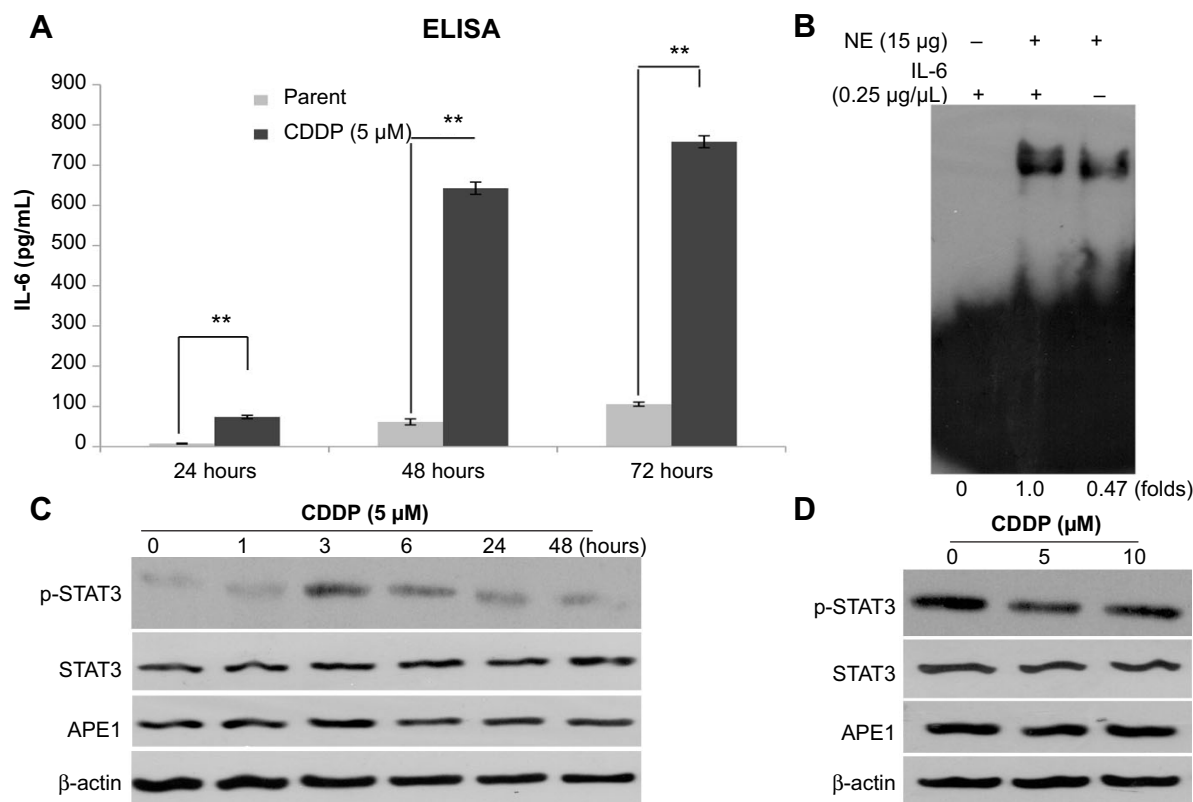 A
ELISA
IL-6 (pg/mL)
900
800
700
600
500
400
300
200
100
0
Parent
CDDP (5 µM)
**
**
**
24 hours 48 hours 72 hours
B
NE (15 µg) – + +
IL-6
(0.25 µg/µL) + + –
0 1.0 0.47 (folds)
C
CDDP (5 µM)
0 1 3 6 24 48 (hours)
p-STAT3
STAT3
APE1
β-actin
D
CDDP (µM)
0 5 10
p-STAT3
STAT3
APE1
β-actin